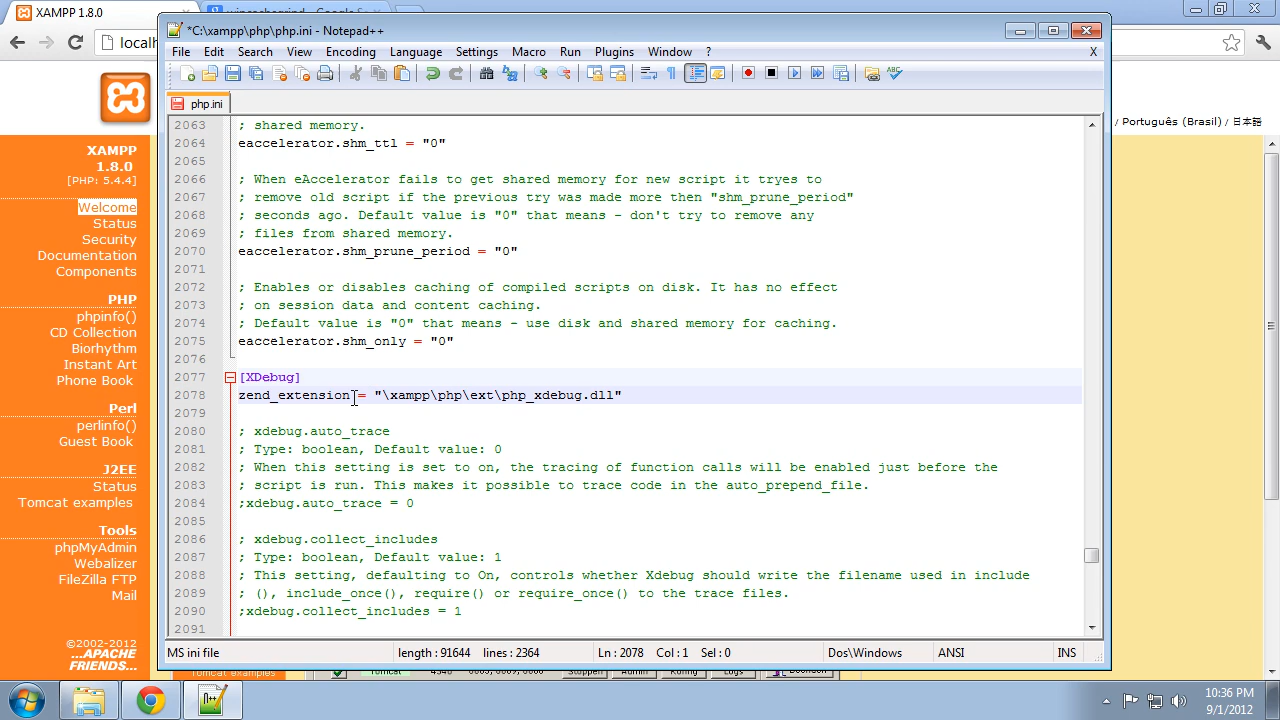 XAMPP 1.8.0
*C:\xampp\php\php.ini - Notepad++
File Edit Search View Encoding Language Settings Macro Run Plugins Window ? X
localh
php.ini
/ Português (Brasil) / 日本語
XAMPP
1.8.0
[PHP: 5.4.4]
Welcome
Status
Security
Documentation
Components
PHP
phpinfo()
CD Collection
Biorhythm
Instant Art
Phone Book
Perl
perlinfo()
Guest Book
J2EE
Status
Tomcat examples
Tools
phpMyAdmin
Webalizer
FileZilla FTP
Mail
©2002-2012
...APACHE
FRIENDS...
2063 ; shared memory.
2064 eaccelerator.shm_ttl = "0"
2065
2066 ; When eAccelerator fails to get shared memory for new script it tryes to
2067 ; remove old script if the previous try was made more then "shm_prune_period"
2068 ; seconds ago. Default value is "0" that means - don't try to remove any
2069 ; files from shared memory.
2070 eaccelerator.shm_prune_period = "0"
2071
2072 ; Enables or disables caching of compiled scripts on disk. It has no effect
2073 ; on session data and content caching.
2074 ; Default value is "0" that means - use disk and shared memory for caching.
2075 eaccelerator.shm_only = "0"
2076
2077 [XDebug]
2078 zend_extension = "\xampp\php\ext\php_xdebug.dll"
2079
2080 ; xdebug.auto_trace
2081 ; Type: boolean, Default value: 0
2082 ; When this setting is set to on, the tracing of function calls will be enabled just before the
2083 ; script is run. This makes it possible to trace code in the auto_prepend_file.
2084 ;xdebug.auto_trace = 0
2085
2086 ; xdebug.collect_includes
2087 ; Type: boolean, Default value: 1
2088 ; This setting, defaulting to On, controls whether Xdebug should write the filename used in include
2089 ; (), include_once(), require() or require_once() to the trace files.
2090 ;xdebug.collect_includes = 1
2091
MS ini file length : 91644 lines : 2364 Ln : 2078 Col : 1 Sel : 0 Dos\Windows ANSI INS
Tomcat examples
10:36 PM
9/1/2012